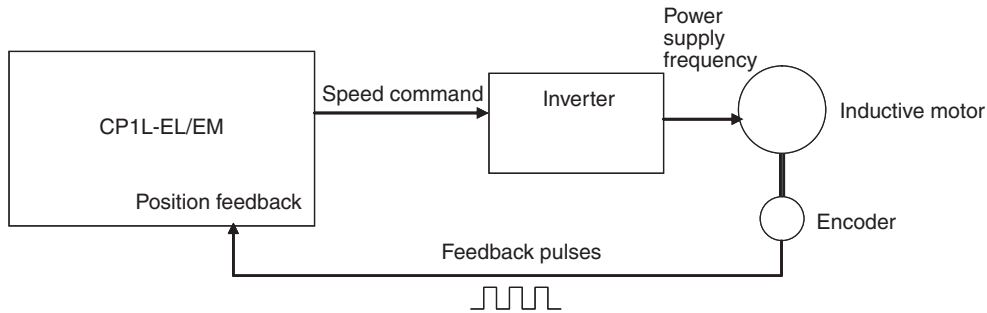 Power
supply
frequency
Speed command
Inverter
Inductive motor
CP1L-EL/EM
Position feedback
Encoder
Feedback pulses